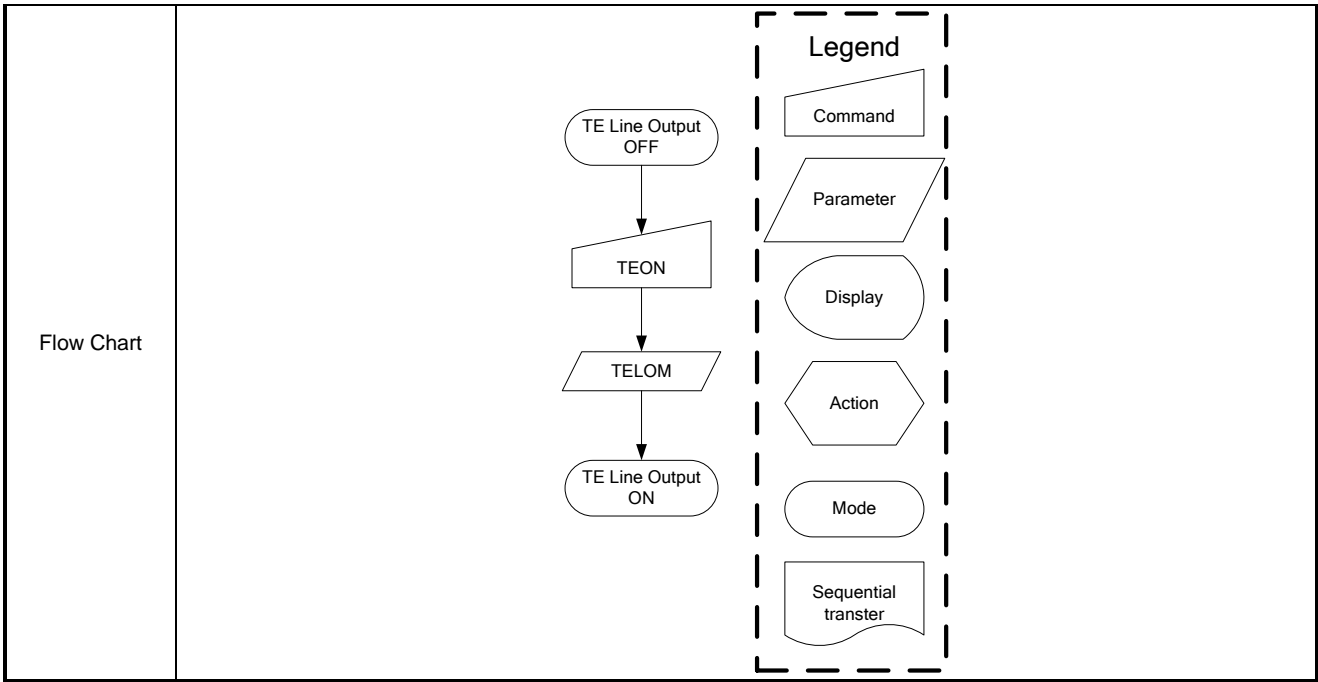 Flow Chart
TE Line Output
OFF
TEON
TELOM
TE Line Output
ON
Legend
Command
Parameter
Display
Action
Mode
Sequential
transter